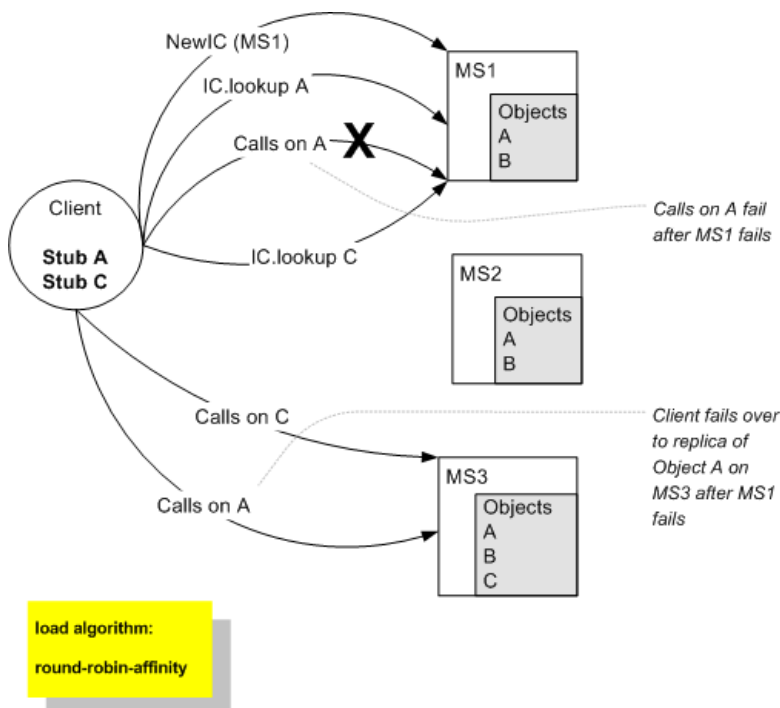 NewIC (MS1)
IC.lookup A
Calls on A
X
IC.lookup C
Client
Stub A
Stub C
MS1
Objects
A
B
Calls on A fail
after MS1 fails
MS2
Objects
A
B
Calls on C
Calls on A
MS3
Objects
A
B
C
Client fails over
to replica of
Object A on
MS3 after MS1
fails
load algorithm:
round-robin-affinity